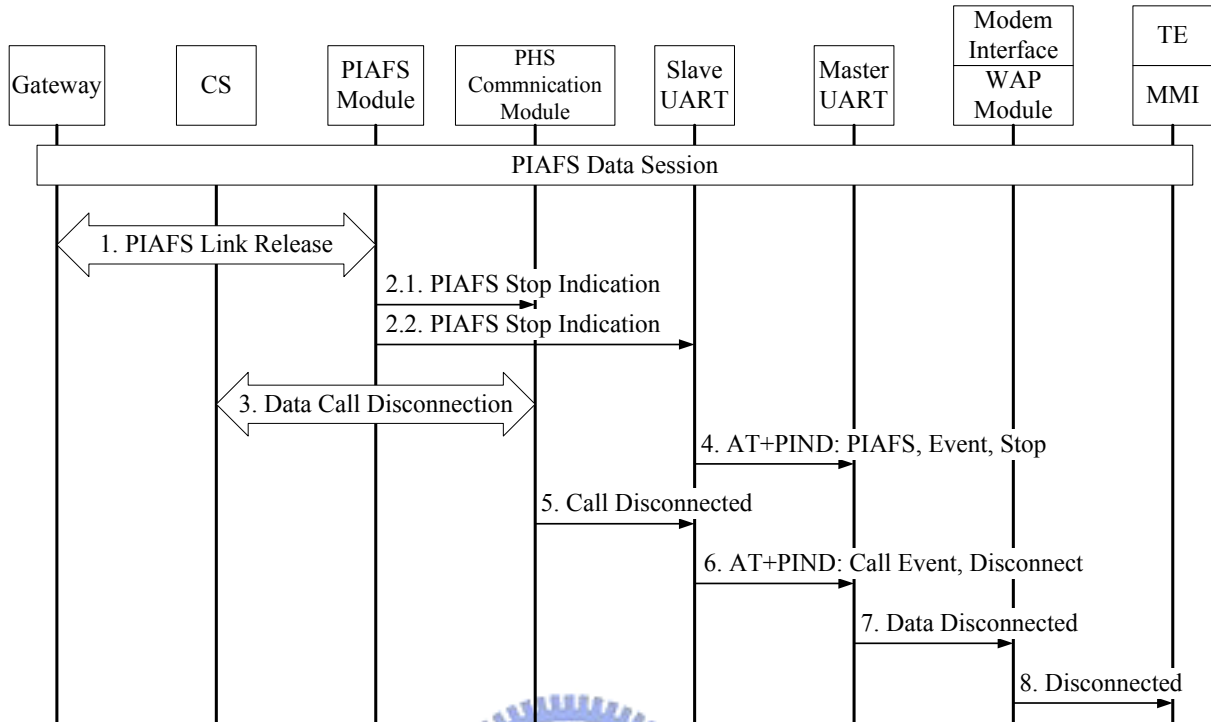 Gateway
CS
PIAFS
Module
PHS
Commnication
Module
Slave
UART
Master
UART
Modem
Interface
WAP
Module
TE
MMI
PIAFS Data Session
1. PIAFS Link Release
2.1. PIAFS Stop Indication
2.2. PIAFS Stop Indication
3. Data Call Disconnection
4. AT+PIND: PIAFS, Event, Stop
5. Call Disconnected
6. AT+PIND: Call Event, Disconnect
7. Data Disconnected
8. Disconnected